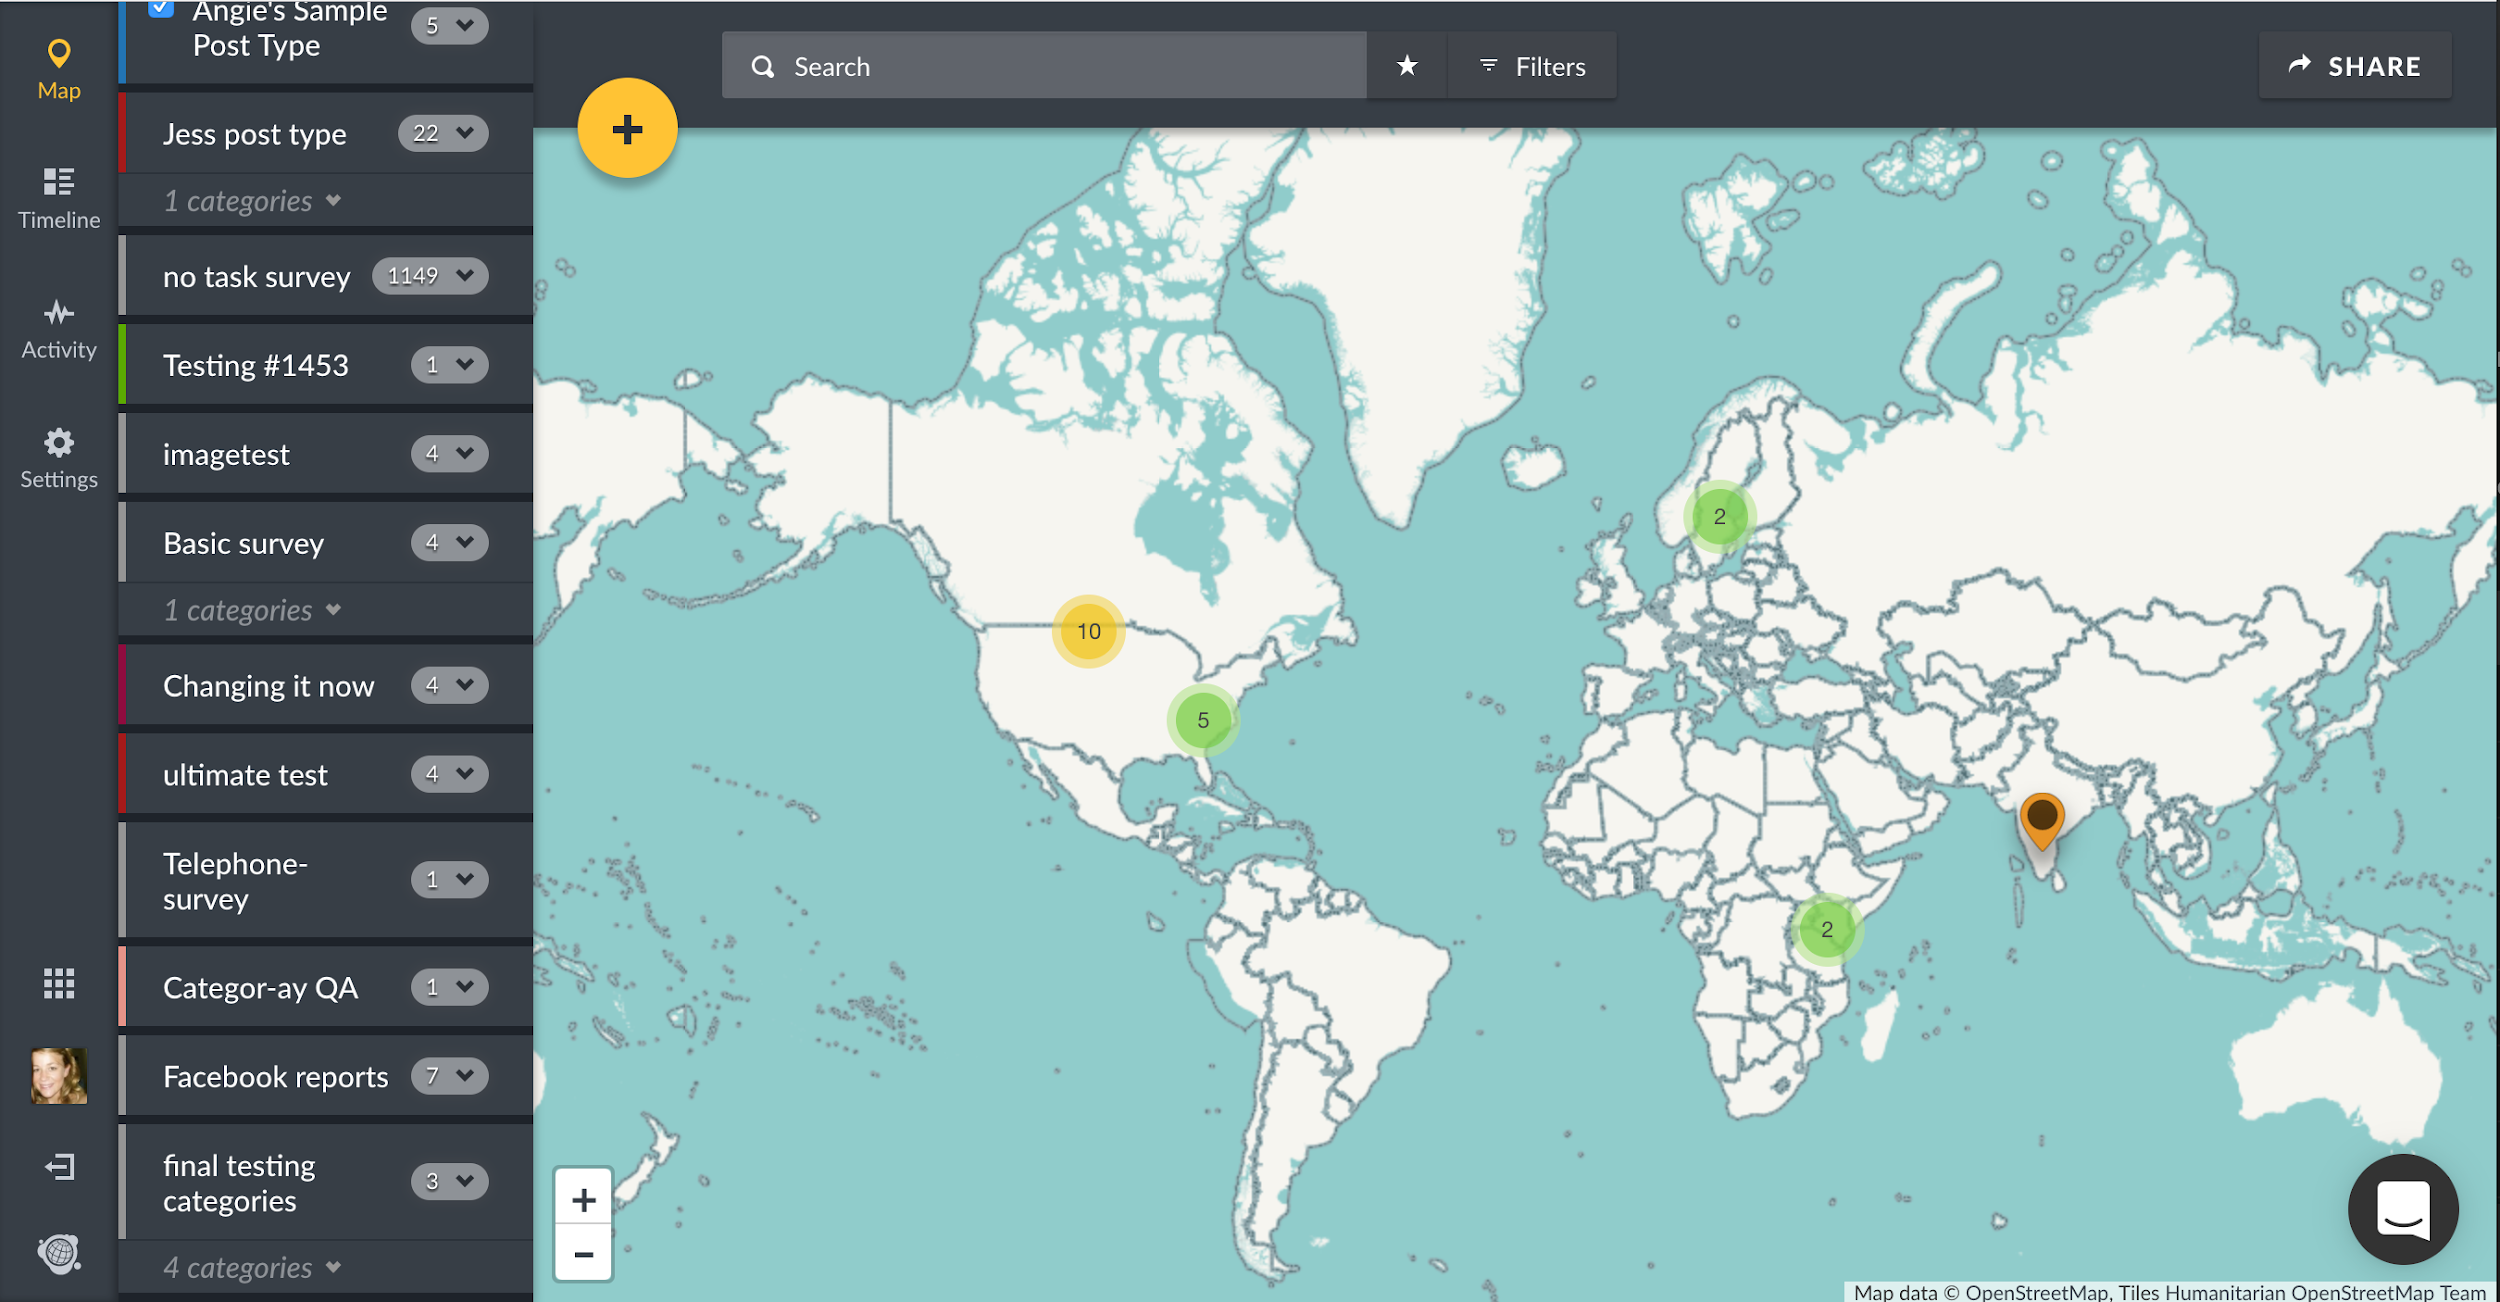 Map
Timeline
Activity
Settings
Angie's Sample
Post Type
5
Jess post type
22
1 categories
no task survey
1149
Testing #1453
1
imagetest
4
Basic survey
4
1 categories
Changing it now
4
ultimate test
4
Telephone-
survey
1
Categor-ay QA
1
Facebook reports
7
final testing
categories
3
4 categories
+
Search
Filters
SHARE
2
10
5
2
+
−
Map data © OpenStreetMap, Tiles Humanitarian OpenStreetMap Team